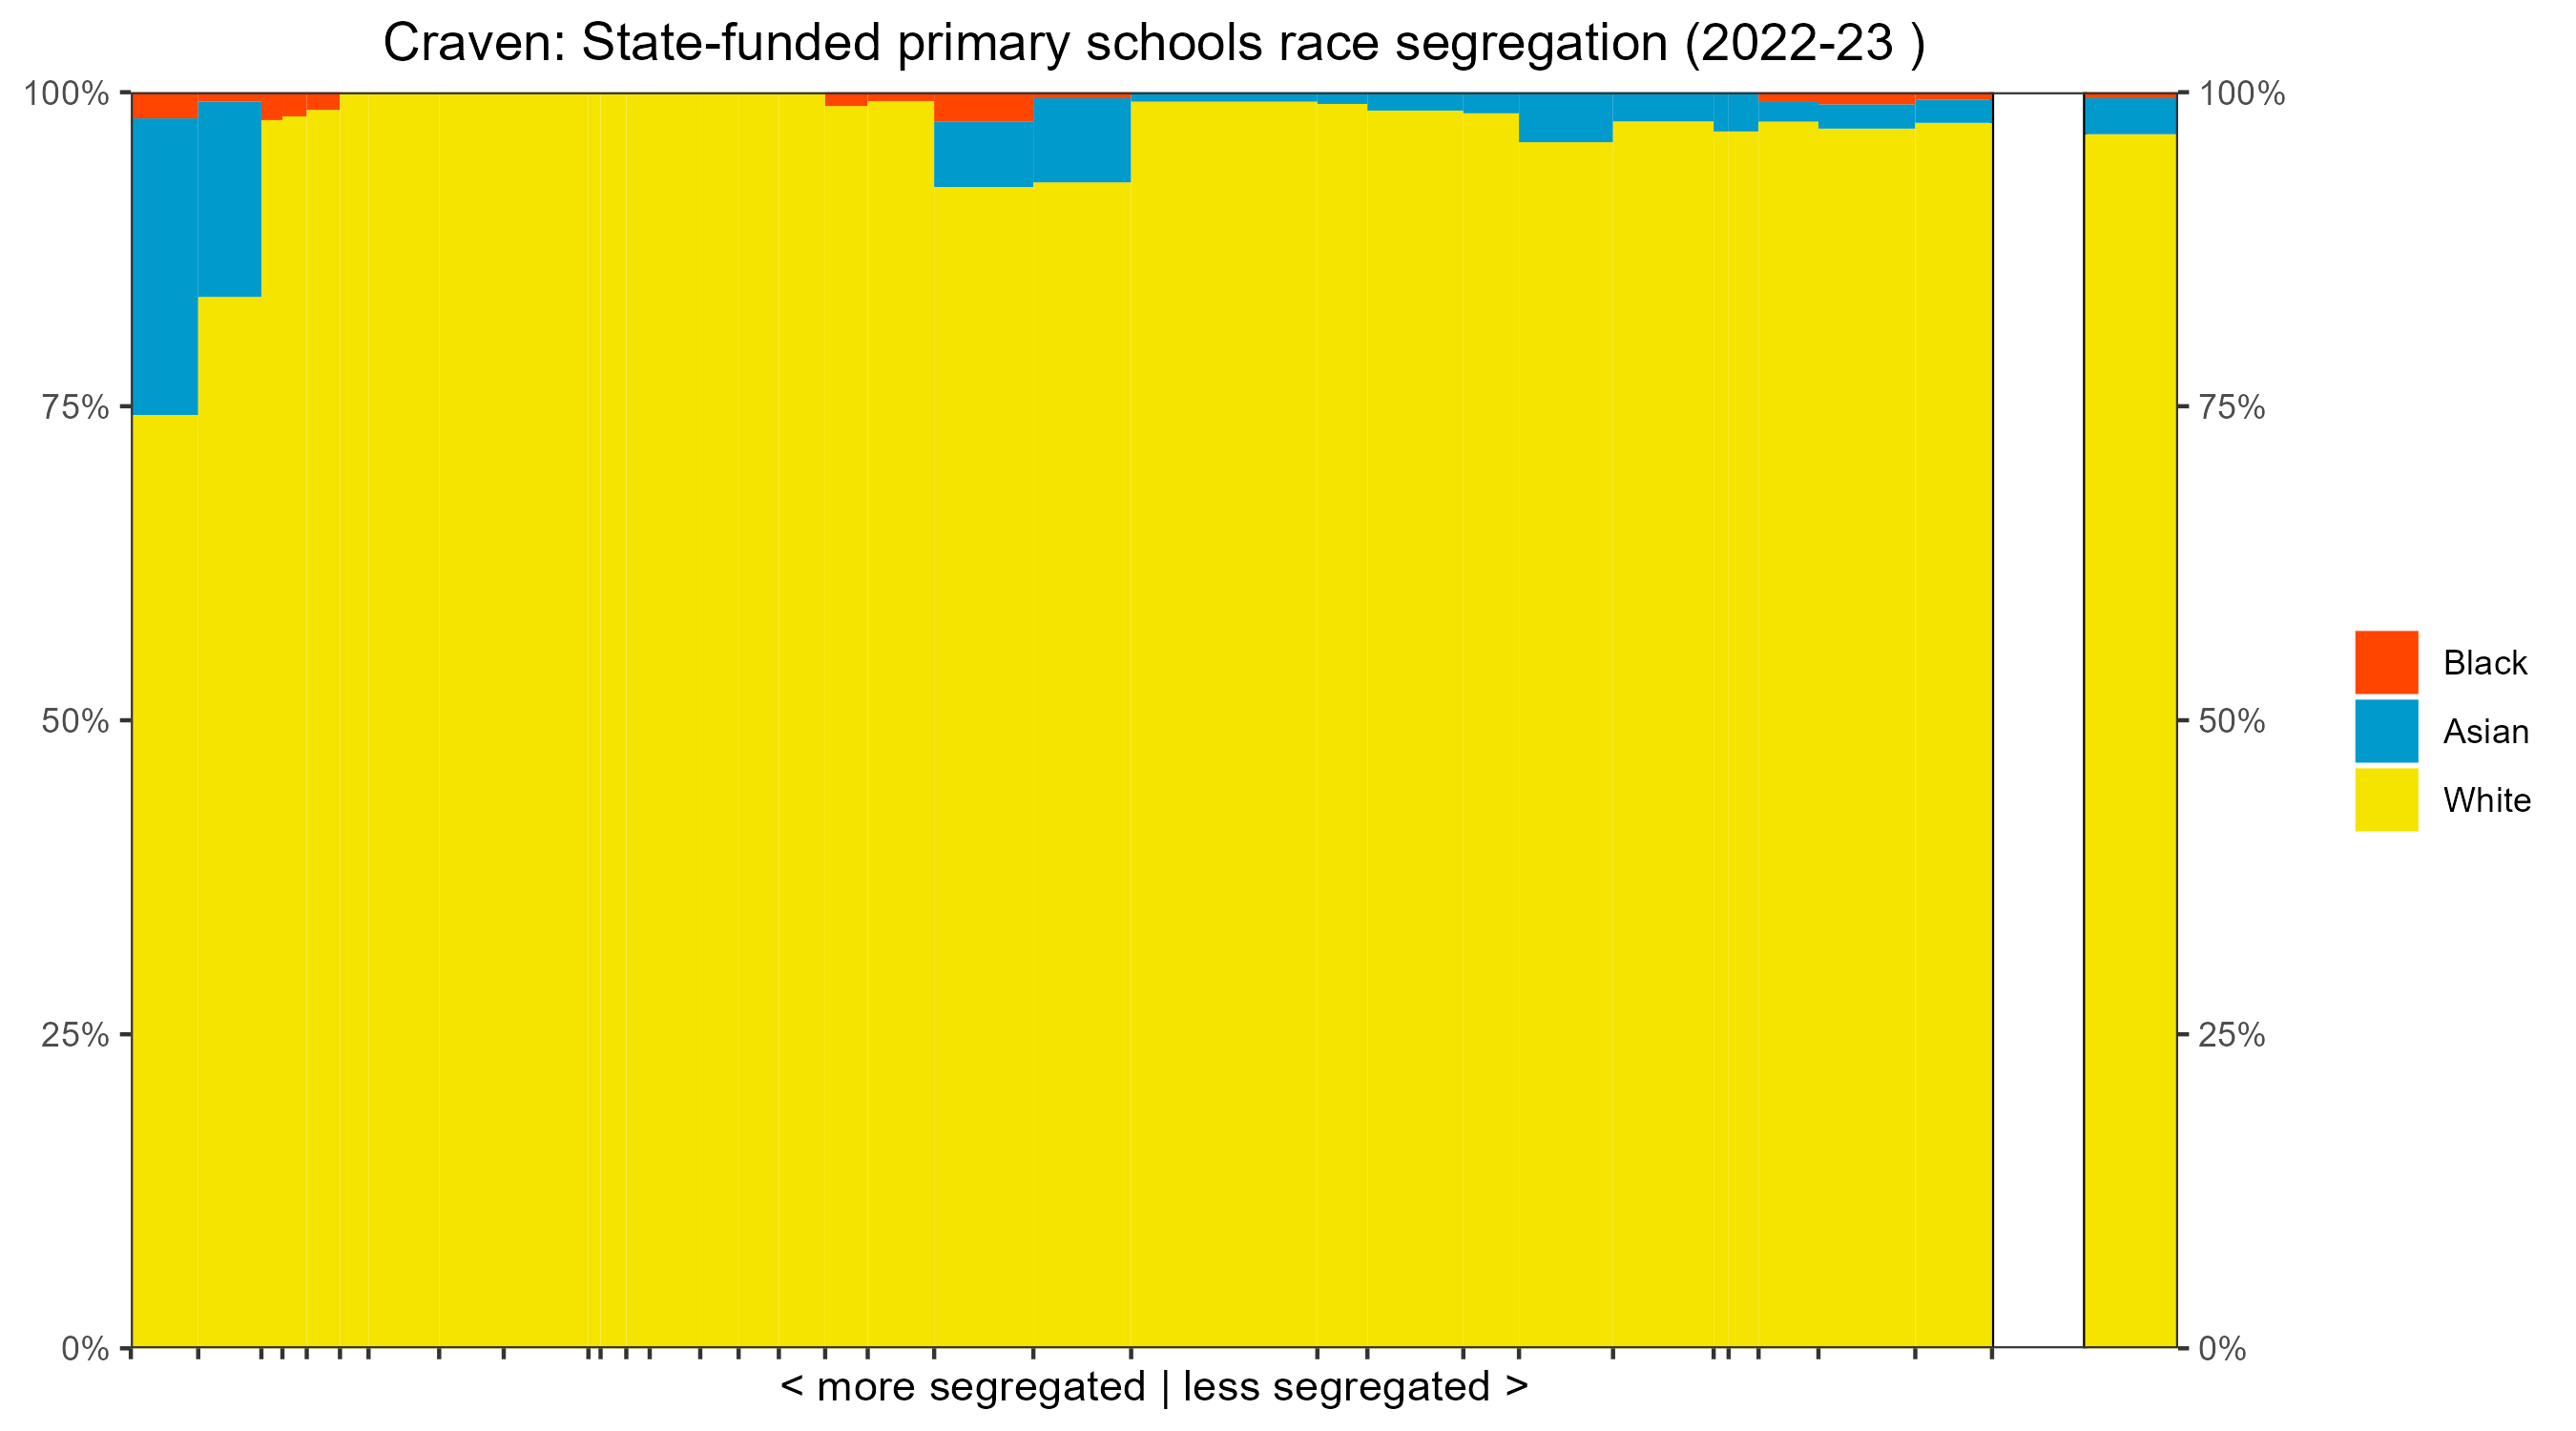 Craven: State-funded primary schools race segregation (2022-23 )
100%
75%
50%
25%
0%
100%
75%
50%
25%
0%
Black
Asian
White
< more segregated | less segregated >